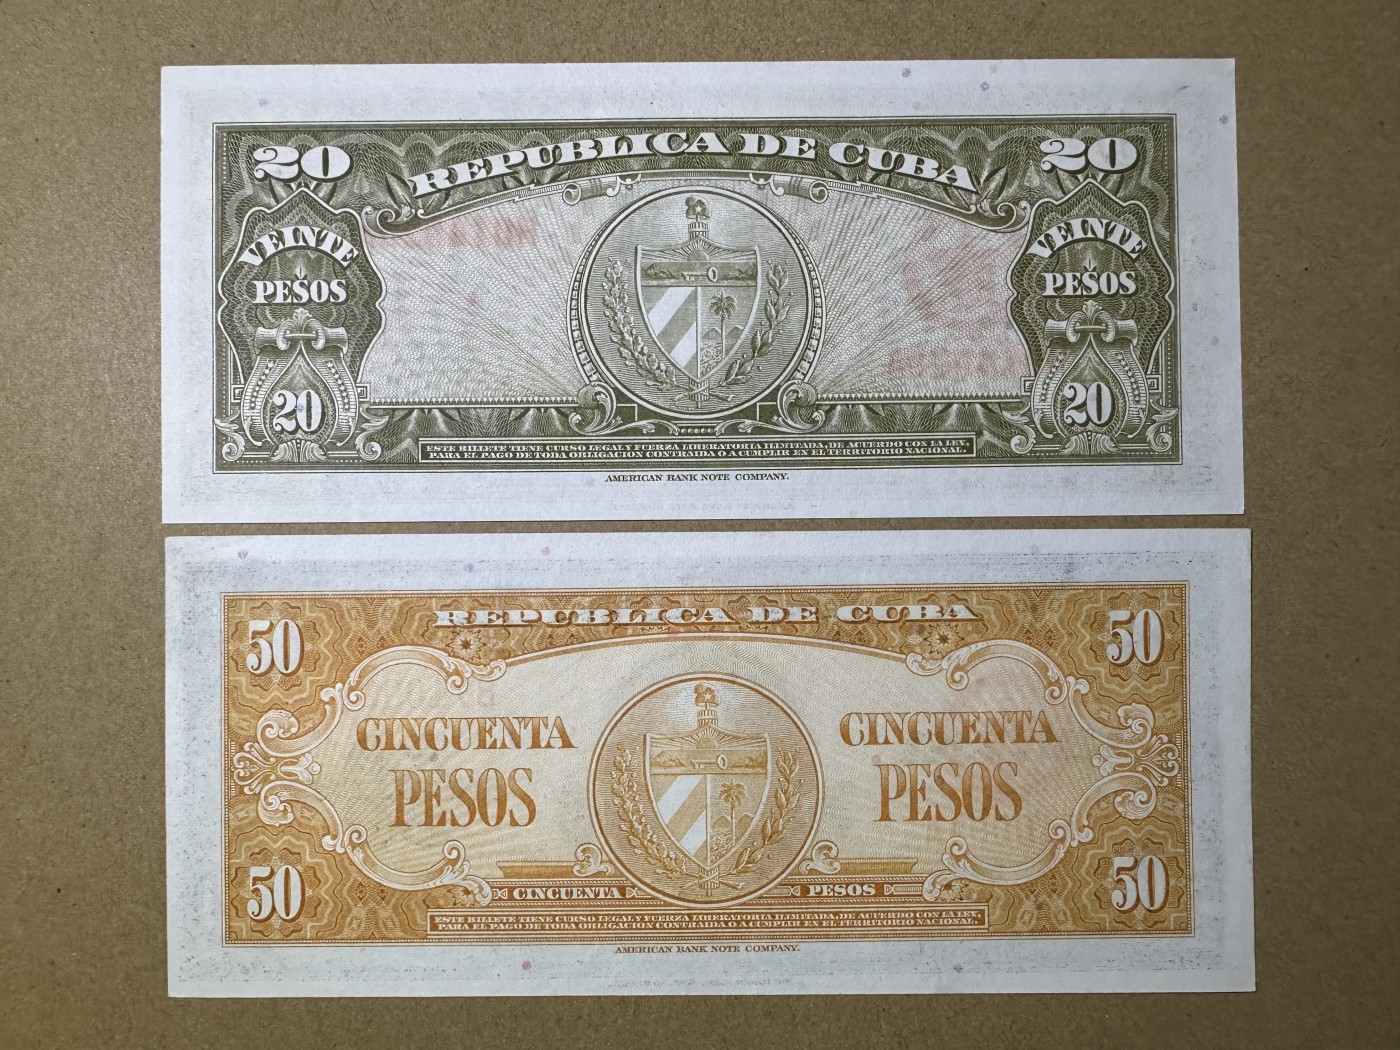 20 REPUBLICA DE CUBA 20
VEINTE VEINTE
PESOS PESOS
20 20
ESTE BILLETE TIENE CURSO LEGAL Y FUERZA LIBERATORIA ILIMITADA, DE ACUERDO CON LA LEY,
PARA EL PAGO DE TODA OBLIGACION CONTRAIDA O A CUMPLIR EN EL TERRITORIO NACIONAL.
AMERICAN BANK NOTE COMPANY.
REPUBLICA DE CUBA
50 50
CINCUENTA CINCUENTA
PESOS PESOS
50 50
CINCUENTA PESOS
ESTE BILLETE TIENE CURSO LEGAL Y FUERZA LIBERATORIA ILIMITADA, DE ACUERDO CON LA LEY,
PARA EL PAGO DE TODA OBLIGACION CONTRAIDA O A CUMPLIR EN EL TERRITORIO NACIONAL.
AMERICAN BANK NOTE COMPANY.